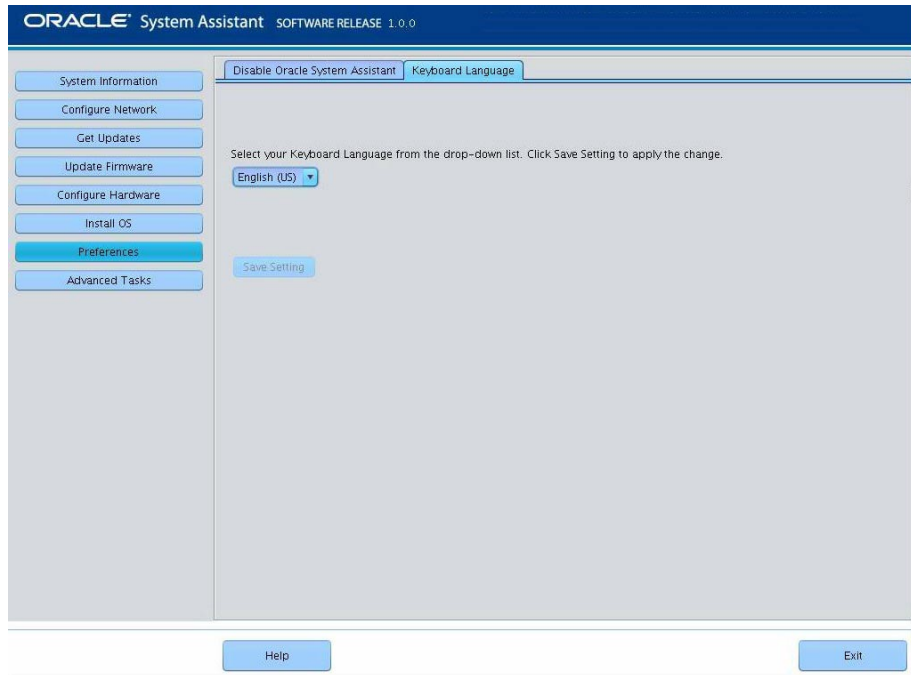 ORACLE System Assistant SOFTWARE RELEASE 1.0.0
System Information
Configure Network
Get Updates
Update Firmware
Configure Hardware
Install OS
Preferences
Advanced Tasks
Disable Oracle System Assistant
Keyboard Language
Select your Keyboard Language from the drop-down list. Click Save Setting to apply the change.
English (US)
Save Setting
Help
Exit